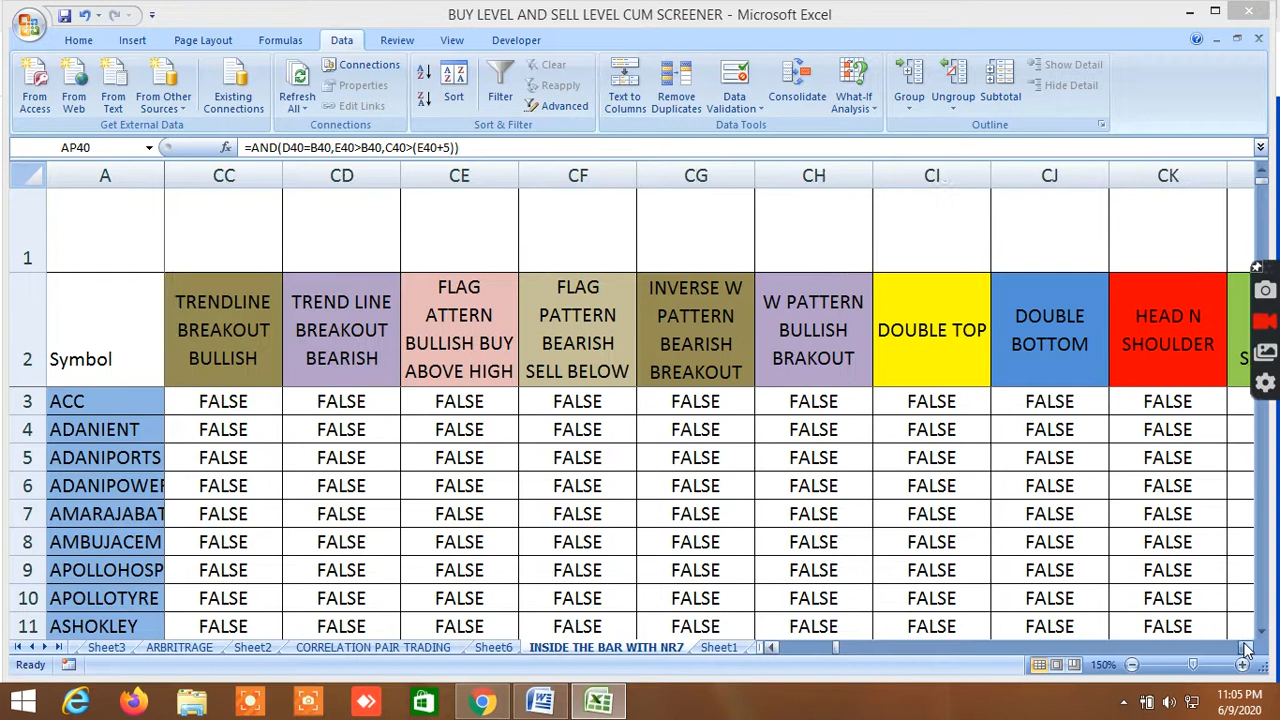 BUY LEVEL AND SELL LEVEL CUM SCREENER - Microsoft Excel
Home Insert Page Layout Formulas Data Review View Developer
From Access
From Web
From Text
From Other Sources
Existing Connections
Get External Data
Refresh All
Connections
Properties
Edit Links
Connections
Sort
Filter
Clear
Reapply
Advanced
Sort & Filter
Text to Columns
Remove Duplicates
Data Validation
Consolidate
What-If Analysis
Data Tools
Group
Ungroup
Subtotal
Show Detail
Hide Detail
Outline
AP40 fx =AND(D40=B40,E40>B40,C40>(E40+5))
A CC CD CE CF CG CH CI CJ CK
1
2 Symbol
TRENDLINE
BREAKOUT
BULLISH
TREND LINE
BREAKOUT
BEARISH
FLAG
ATTERN
BULLISH BUY
ABOVE HIGH
FLAG
PATTERN
BEARISH
SELL BELOW
INVERSE W
PATTERN
BEARISH
BREAKOUT
W PATTERN
BULLISH
BRAKOUT
DOUBLE TOP
DOUBLE
BOTTOM
HEAD N
SHOULDER
S
3 ACC FALSE FALSE FALSE FALSE FALSE FALSE FALSE FALSE FALSE
4 ADANIENT FALSE FALSE FALSE FALSE FALSE FALSE FALSE FALSE FALSE
5 ADANIPORTS FALSE FALSE FALSE FALSE FALSE FALSE FALSE FALSE FALSE
6 ADANIPOWER FALSE FALSE FALSE FALSE FALSE FALSE FALSE FALSE FALSE
7 AMARAJABAT FALSE FALSE FALSE FALSE FALSE FALSE FALSE FALSE FALSE
8 AMBUJACEM FALSE FALSE FALSE FALSE FALSE FALSE FALSE FALSE FALSE
9 APOLLOHOSP FALSE FALSE FALSE FALSE FALSE FALSE FALSE FALSE FALSE
10 APOLLOTYRE FALSE FALSE FALSE FALSE FALSE FALSE FALSE FALSE FALSE
11 ASHOKLEY FALSE FALSE FALSE FALSE FALSE FALSE FALSE FALSE FALSE
Sheet3 ARBITRAGE Sheet2 CORRELATION PAIR TRADING Sheet6 INSIDE THE BAR WITH NR7 Sheet1
Ready 150%
11:05 PM
6/9/2020